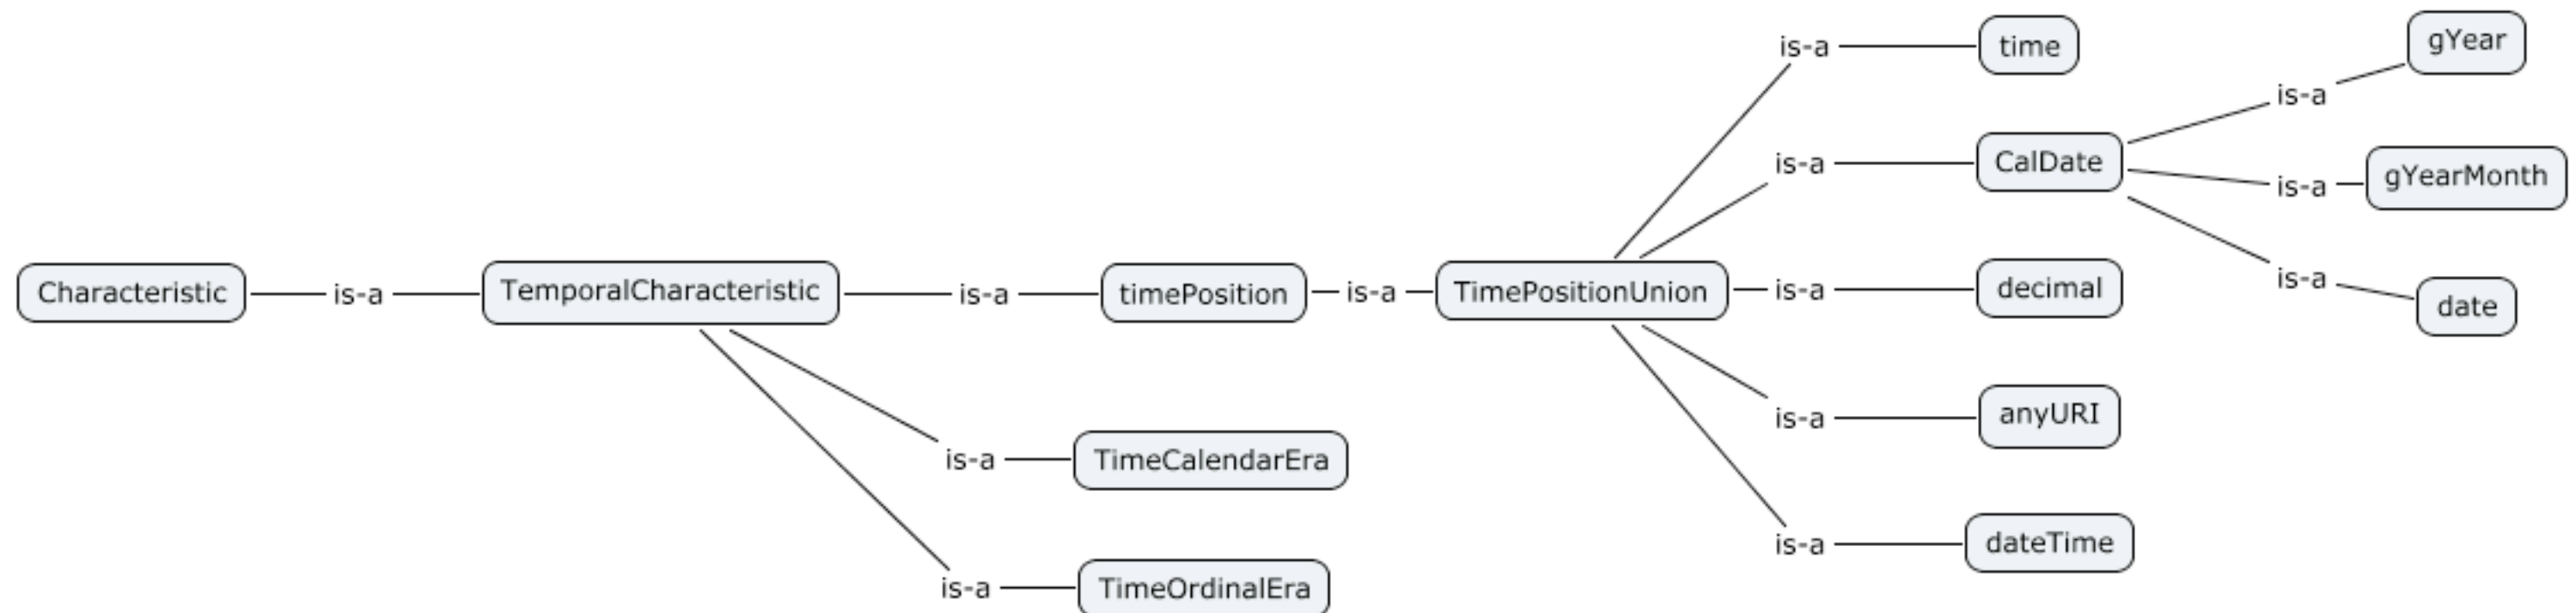 Characteristic
is-a
TemporalCharacteristic
is-a
timePosition
is-a
TimePositionUnion
is-a
time
is-a
CalDate
is-a
gYear
is-a
gYearMonth
is-a
date
is-a
decimal
is-a
anyURI
is-a
dateTime
is-a
TimeCalendarEra
is-a
TimeOrdinalEra